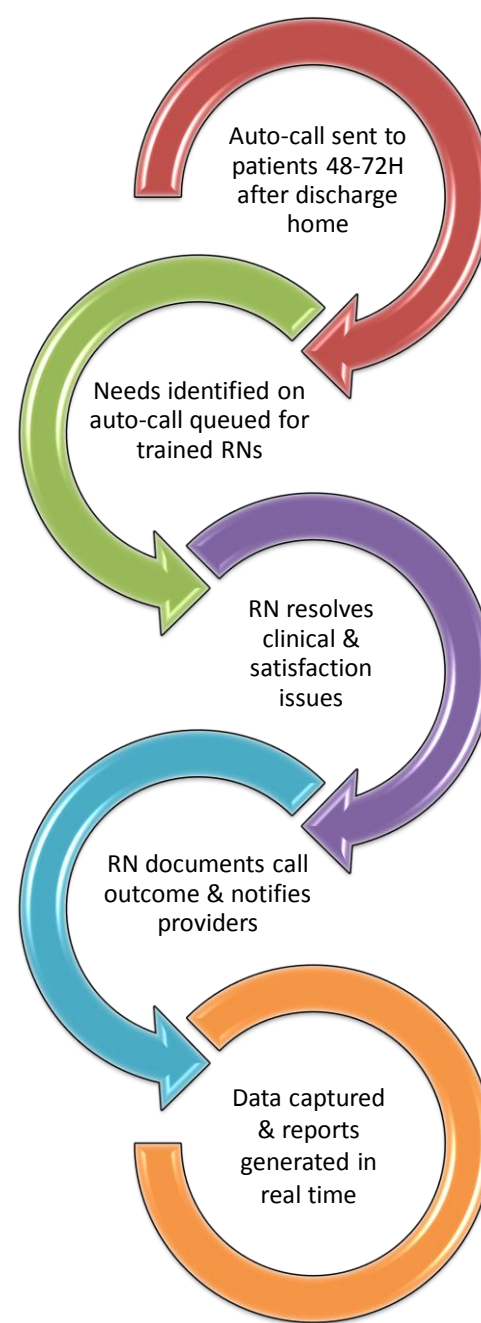 Auto-call sent to
patients 48-72H
after discharge
home
Needs identified on
auto-call queued for
trained RNs
RN resolves
clinical &
satisfaction
issues
RN documents call
outcome & notifies
providers
Data captured
& reports
generated in
real time